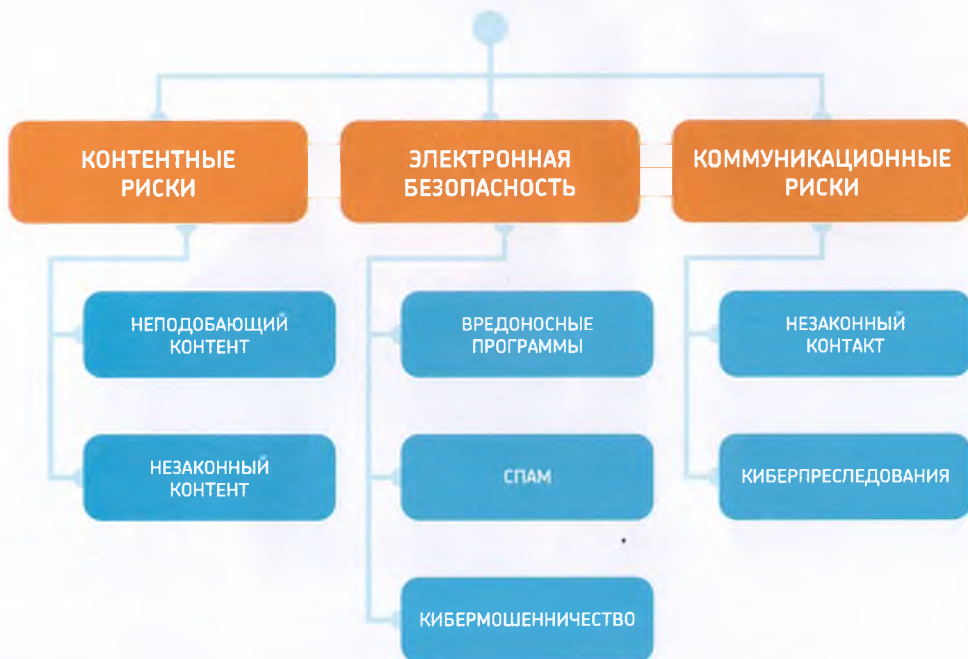 КОНТЕНТНЫЕ
РИСКИ
ЭЛЕКТРОННАЯ
БЕЗОПАСНОСТЬ
КОММУНИКАЦИОННЫЕ
РИСКИ
НЕПОДОБАЮЩИЙ
КОНТЕНТ
НЕЗАКОННЫЙ
КОНТЕНТ
ВРЕДОНОСНЫЕ
ПРОГРАММЫ
СПАМ
КИБЕРМОШЕННИЧЕСТВО
НЕЗАКОННЫЙ
КОНТАКТ
КИБЕРПРЕСЛЕДОВАНИЯ